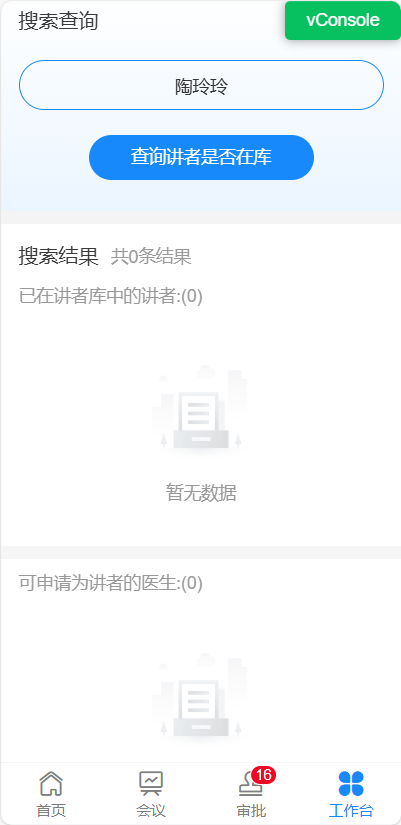 搜索查询
vConsole
陶玲玲
查询讲者是否在库
搜索结果 共0条结果
已在讲者库中的讲者:(0)
暂无数据
可申请为讲者的医生:(0)
16
首页 会议 审批 工作台